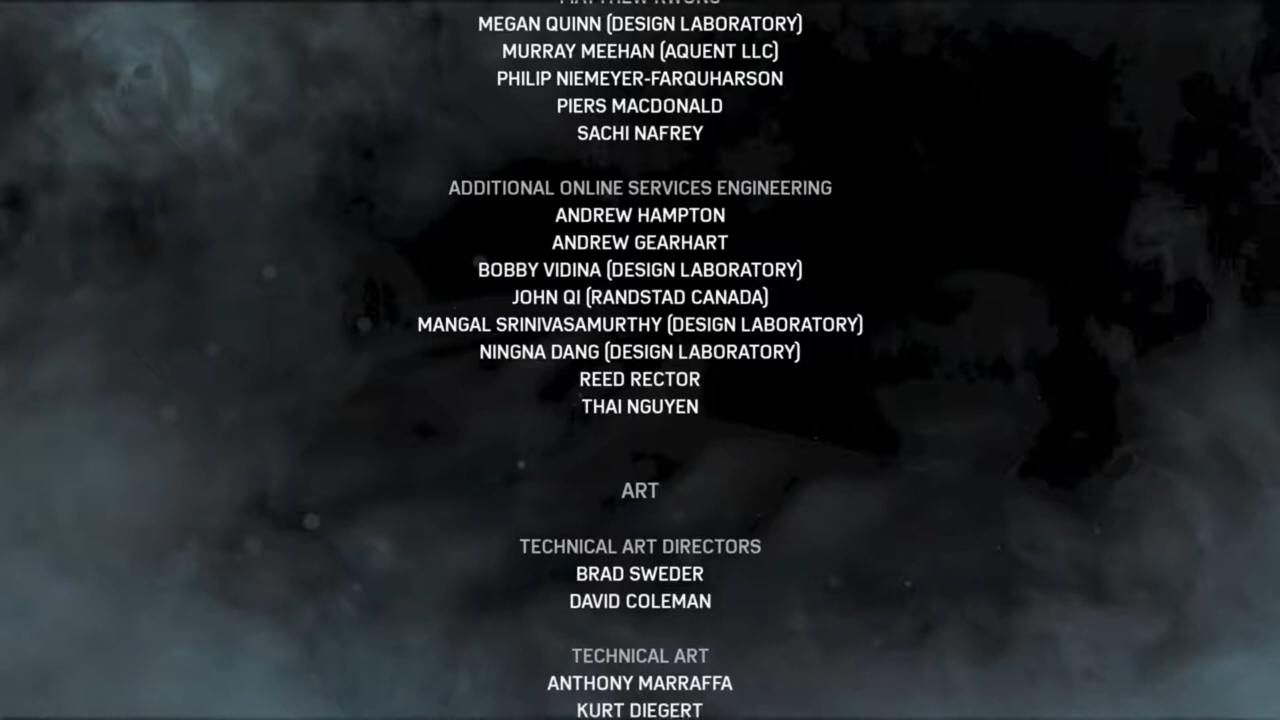 MEGAN QUINN (DESIGN LABORATORY)
MURRAY MEEHAN (AQUENT LLC)
PHILIP NIEMEYER-FARQUHARSON
PIERS MACDONALD
SACHI NAFREY
ADDITIONAL ONLINE SERVICES ENGINEERING
ANDREW HAMPTON
ANDREW GEARHART
BOBBY VIDINA (DESIGN LABORATORY)
JOHN QI (RANDSTAD CANADA)
MANGAL SRINIVASAMURTHY (DESIGN LABORATORY)
NINGNA DANG (DESIGN LABORATORY)
REED RECTOR
THAI NGUYEN
ART
TECHNICAL ART DIRECTORS
BRAD SWEDER
DAVID COLEMAN
TECHNICAL ART
ANTHONY MARRAFFA
KURT DIEGERT